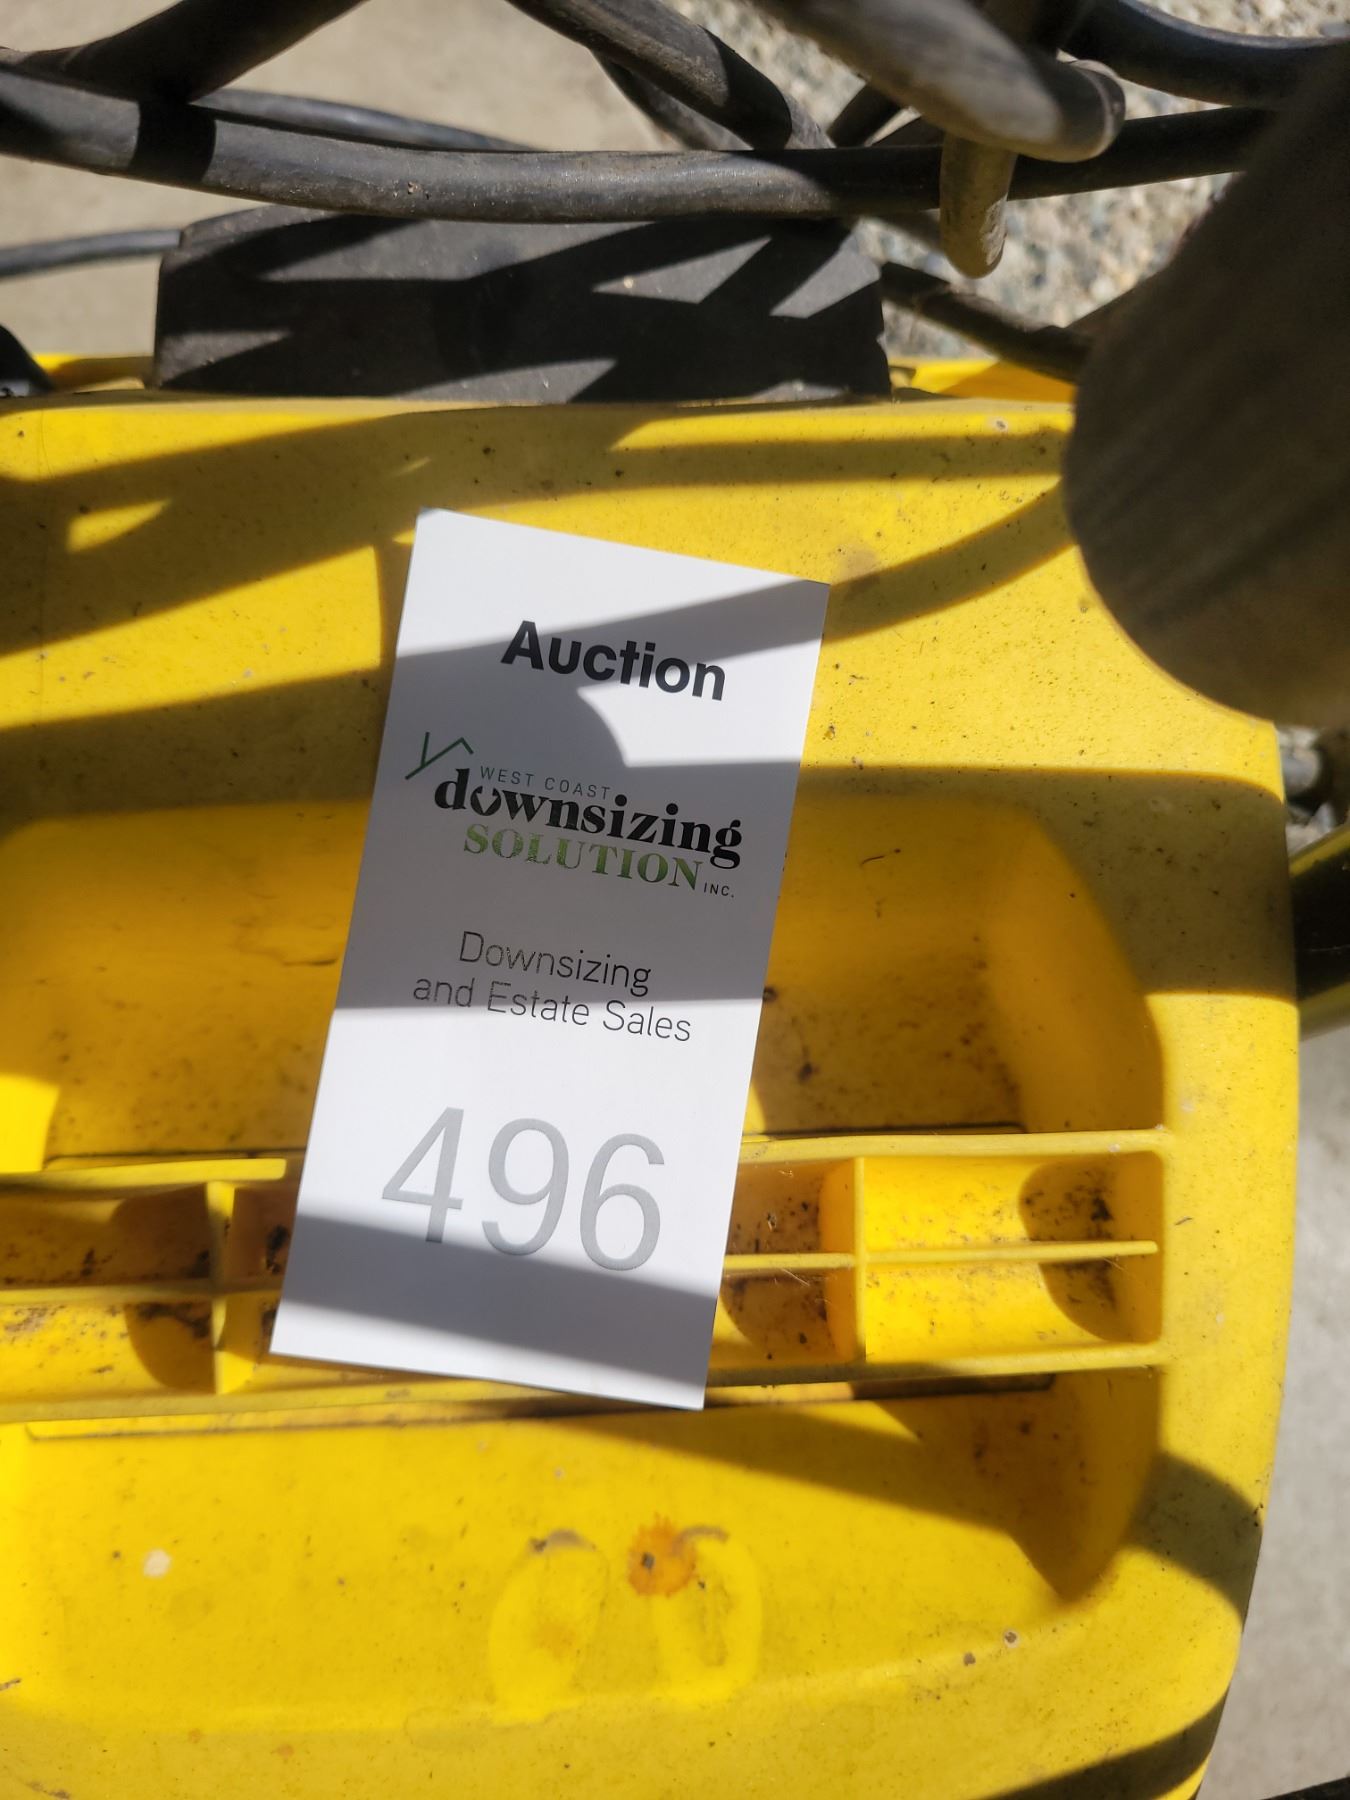 Auction
WEST COAST
downsizing
SOLUTION INC.
Downsizing
and Estate Sales
496